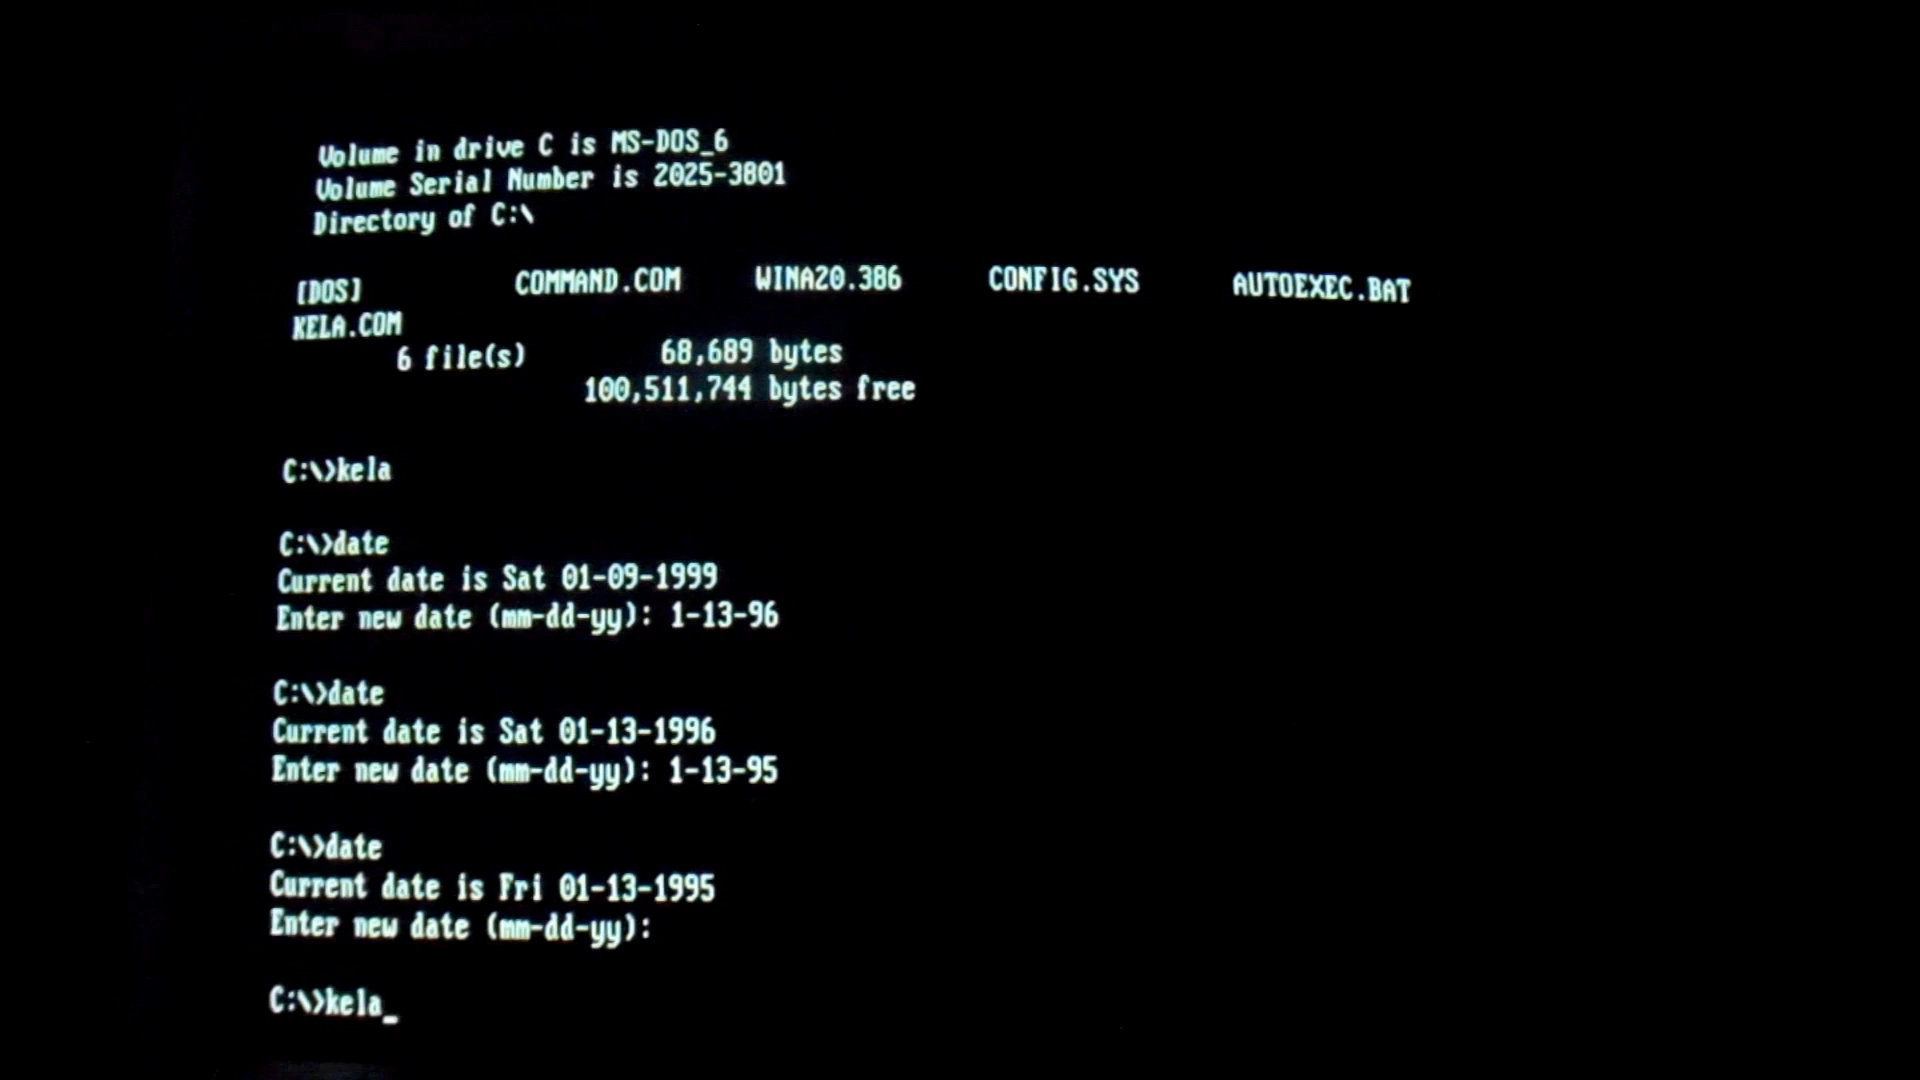 Volume in drive C is MS-DOS_6
Volume Serial Number is 2025-3801
Directory of C:\
[DOS] COMMAND.COM WINA20.386 CONFIG.SYS AUTOEXEC.BAT
KELA.COM
6 file(s) 68,689 bytes
100,511,744 bytes free
C:\>kela
C:\>date
Current date is Sat 01-09-1999
Enter new date (mm-dd-yy): 1-13-96
C:\>date
Current date is Sat 01-13-1996
Enter new date (mm-dd-yy): 1-13-95
C:\>date
Current date is Fri 01-13-1995
Enter new date (mm-dd-yy):
C:\>kela_